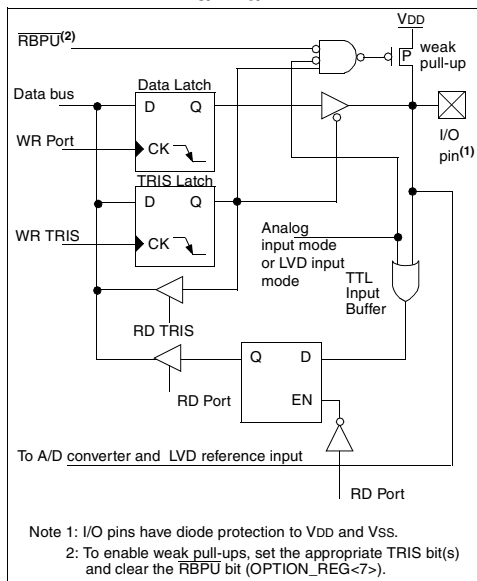 VDD
RBPU(2)
P
weak
pull-up
Data Latch
Data bus
D
Q
I/O
pin(1)
WR Port
CK
TRIS Latch
D
Q
WR TRIS
CK
Analog
input mode
or LVD input
mode
TTL
Input
Buffer
RD TRIS
Q
D
RD Port
EN
To A/D converter and LVD reference input
RD Port
Note 1: I/O pins have diode protection to VDD and VSS.
2: To enable weak pull-ups, set the appropriate TRIS bit(s)
and clear the RBPU bit (OPTION_REG<7>).